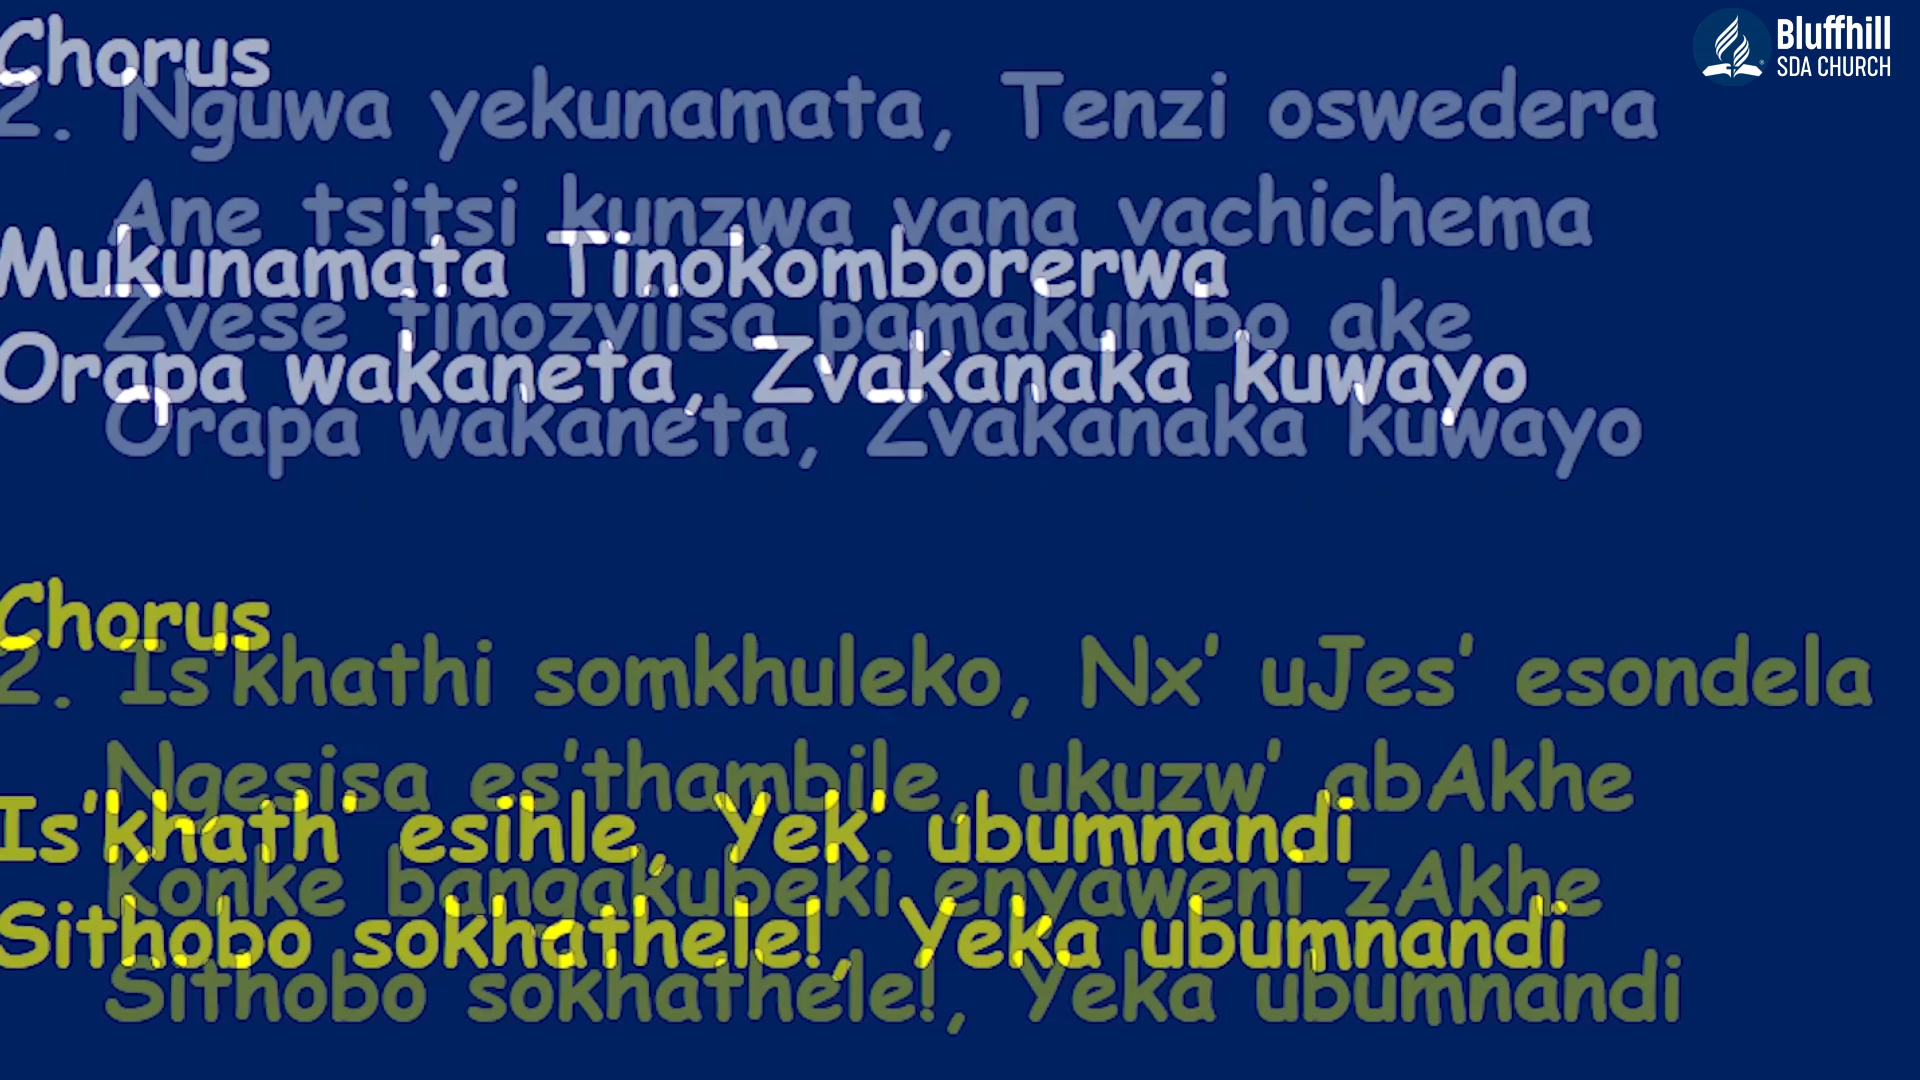 Bluffhill
SDA CHURCH
Chorus
2. Nguwa yekunamata, Tenzi oswedera
Ane tsitsi kunzwa vana vachichema
Mukunamata Tinokomborerwa
Zvese tinozviisa pamakumbo ake
Orapa wakaneta, Zvakanaka kuwayo
Orapa wakaneta, Zvakanaka kuwayo
Chorus
2. Is'khathi somkhuleko, Nx' uJes' esondela
Ngesisa es'thambile, ukuzw' abAkhe
Is'khath' esihle, Yek' ubumnandi
Konke bangakubeki enyaweni zAkhe
Sithobo sokhathele!, Yeka ubumnandi
Sithobo sokhathele!, Yeka ubumnandi